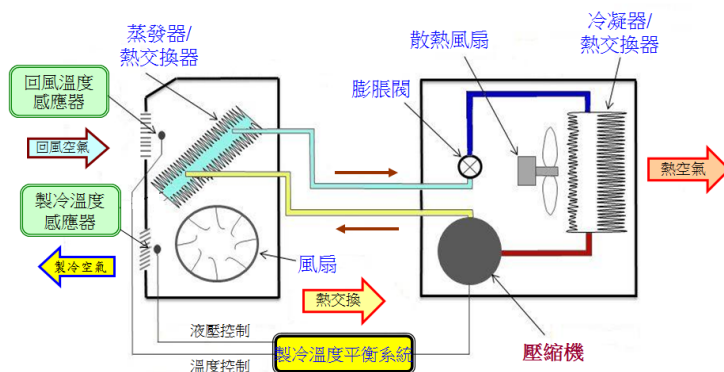 蒸發器/
熱交換器
冷凝器/
熱交換器
散熱風扇
膨脹閥
回風溫度
感應器
回風空氣
熱空氣
製冷溫度
感應器
製冷空氣
風扇
熱交換
液壓控制
製冷溫度平衡系統
溫度控制
壓縮機